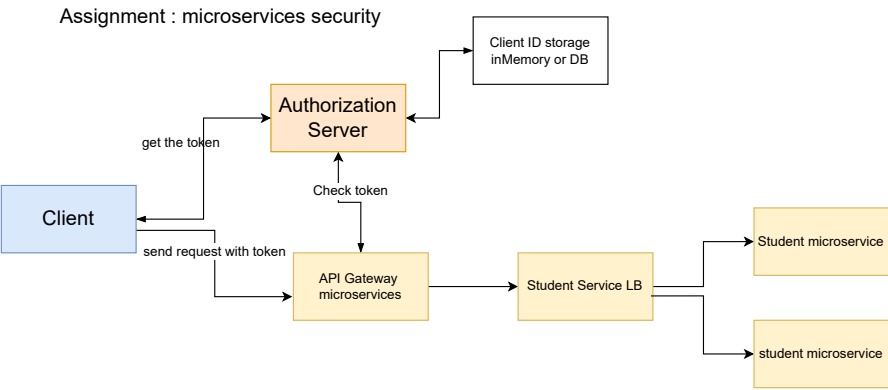 Assignment : microservices security
Client ID storage
inMemory or DB
Authorization
Server
get the token
Check token
Client
send request with token
API Gateway
microservices
Student Service LB
Student microservice
student microservice